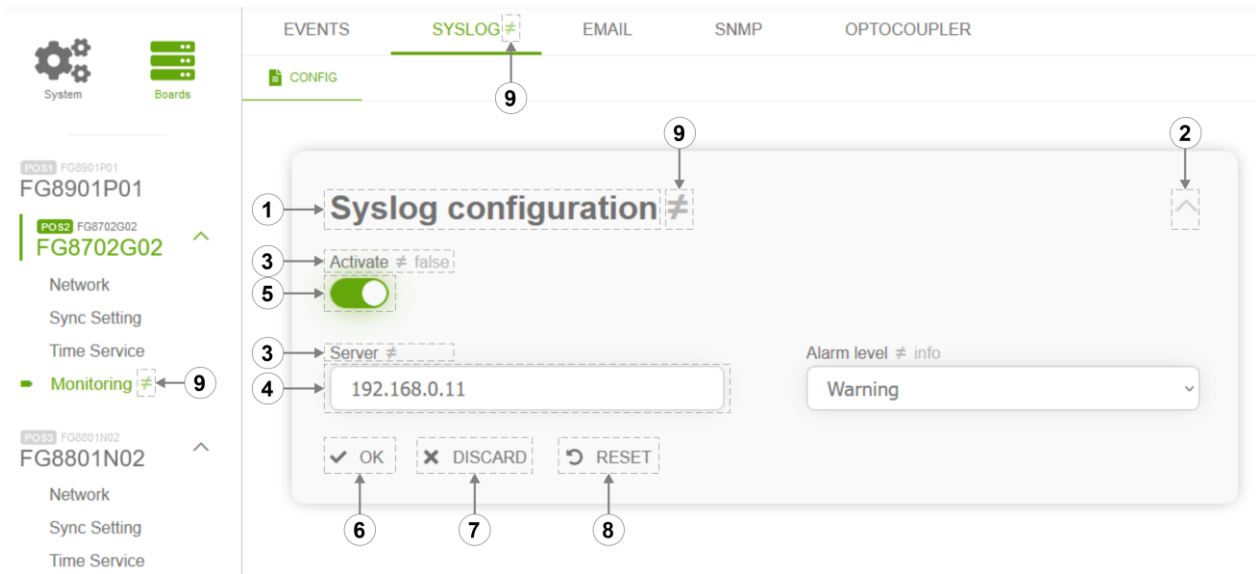 EVENTS SYSLOG ≠ EMAIL SNMP OPTOCOUPLER
System Boards
CONFIG
9
9 2
POS1 FG8901P01
FG8901P01
1 Syslog configuration ≠
POS2 FG8702G02
FG8702G02
3 Activate ≠ false
5
Network
Sync Setting
Time Service
Monitoring ≠ 9
3 Server ≠ Alarm level ≠ info
4 192.168.0.11 Warning
POS3 FG8801N02
FG8801N02
OK DISCARD RESET
6 7 8
Network
Sync Setting
Time Service